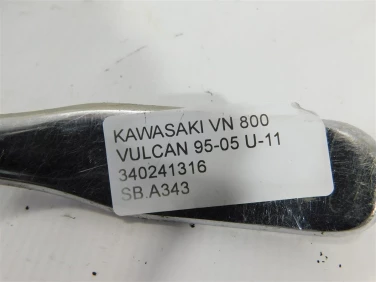 KAWASAKI VN 800
VULCAN 95-05 U-11
340241316
SB.A343